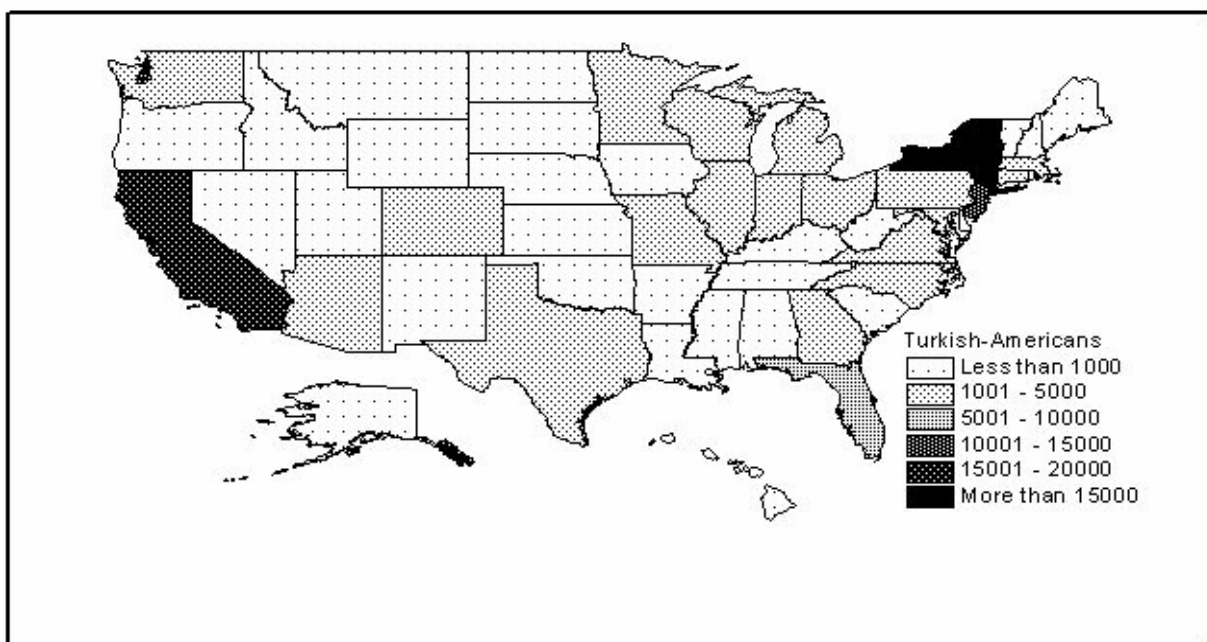 Turkish-Americans
Less than 1000
1001 - 5000
5001 - 10000
10001 - 15000
15001 - 20000
More than 15000